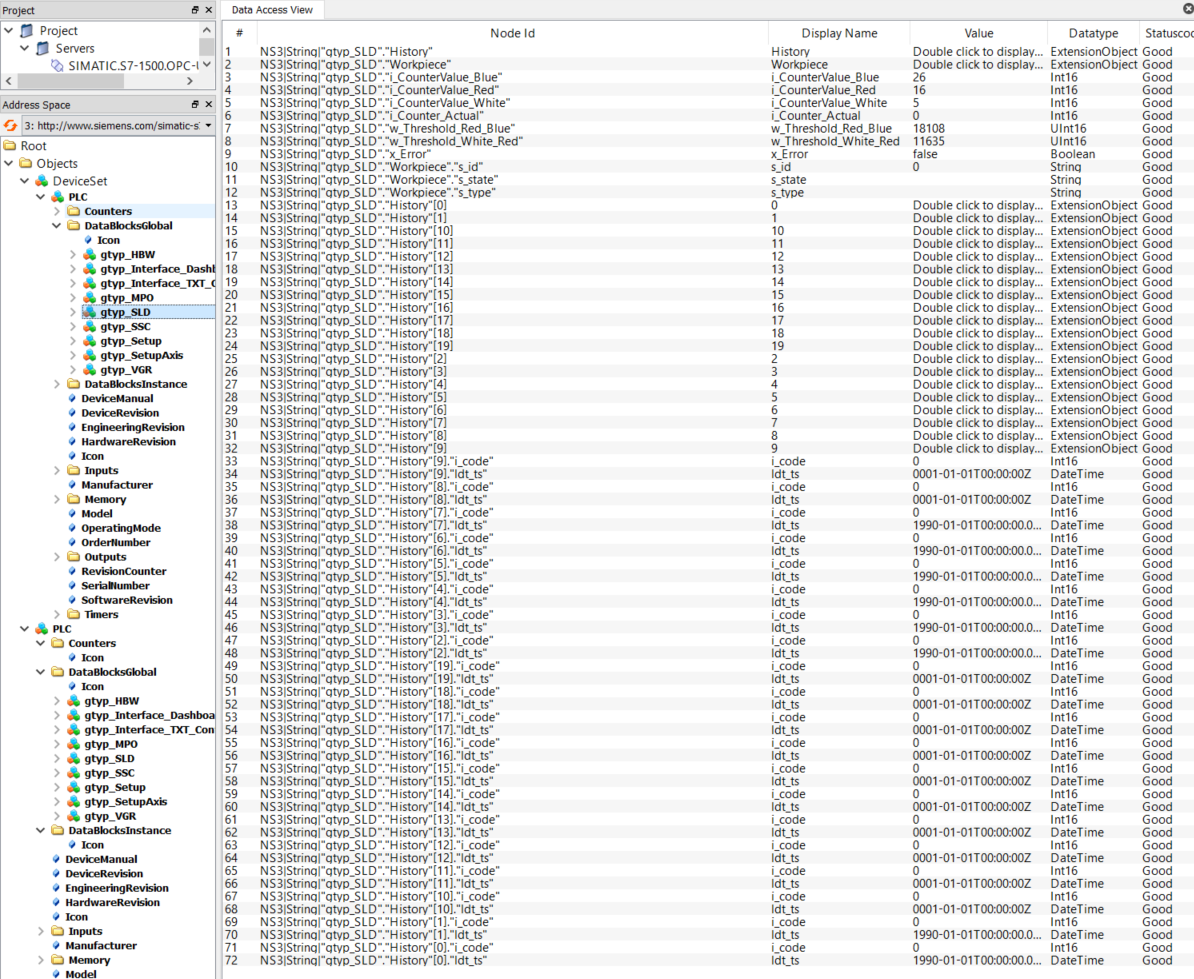 Project
Project
Servers
SIMATIC.S7-1500.OPC-U
Address Space
3: http://www.siemens.com/simatic-s
Root
Objects
DeviceSet
PLC
Counters
DataBlocksGlobal
Icon
gtyp_HBW
gtyp_Interface_Dashb
gtyp_Interface_TXT_C
gtyp_MPO
gtyp_SLD
gtyp_SSC
gtyp_Setup
gtyp_SetupAxis
gtyp_VGR
DataBlocksInstance
DeviceManual
DeviceRevision
EngineeringRevision
HardwareRevision
Icon
Inputs
Manufacturer
Memory
Model
OperatingMode
OrderNumber
Outputs
RevisionCounter
SerialNumber
SoftwareRevision
Timers
PLC
Counters
Icon
DataBlocksGlobal
Icon
gtyp_HBW
gtyp_Interface_Dashboa
gtyp_Interface_TXT_Con
gtyp_MPO
gtyp_SLD
gtyp_SSC
gtyp_Setup
gtyp_SetupAxis
gtyp_VGR
DataBlocksInstance
Icon
DeviceManual
DeviceRevision
EngineeringRevision
HardwareRevision
Icon
Inputs
Manufacturer
Memory
Model
Data Access View
# Node Id Display Name Value Datatype Statuscod
1 NS3|String|"gtyp_SLD"."History" History Double click to display... ExtensionObject Good
2 NS3|String|"gtyp_SLD"."Workpiece" Workpiece Double click to display... ExtensionObject Good
3 NS3|String|"gtyp_SLD"."i_CounterValue_Blue" i_CounterValue_Blue 26 Int16 Good
4 NS3|String|"gtyp_SLD"."i_CounterValue_Red" i_CounterValue_Red 16 Int16 Good
5 NS3|String|"gtyp_SLD"."i_CounterValue_White" i_CounterValue_White 5 Int16 Good
6 NS3|String|"gtyp_SLD"."i_Counter_Actual" i_Counter_Actual 0 Int16 Good
7 NS3|String|"gtyp_SLD"."w_Threshold_Red_Blue" w_Threshold_Red_Blue 18108 UInt16 Good
8 NS3|String|"gtyp_SLD"."w_Threshold_White_Red" w_Threshold_White_Red 11635 UInt16 Good
9 NS3|String|"gtyp_SLD"."x_Error" x_Error false Boolean Good
10 NS3|String|"gtyp_SLD"."Workpiece"."s_id" s_id 0 String Good
11 NS3|String|"gtyp_SLD"."Workpiece"."s_state" s_state String Good
12 NS3|String|"gtyp_SLD"."Workpiece"."s_type" s_type String Good
13 NS3|String|"gtyp_SLD"."History"[0] 0 Double click to display... ExtensionObject Good
14 NS3|String|"gtyp_SLD"."History"[1] 1 Double click to display... ExtensionObject Good
15 NS3|String|"gtyp_SLD"."History"[10] 10 Double click to display... ExtensionObject Good
16 NS3|String|"gtyp_SLD"."History"[11] 11 Double click to display... ExtensionObject Good
17 NS3|String|"gtyp_SLD"."History"[12] 12 Double click to display... ExtensionObject Good
18 NS3|String|"gtyp_SLD"."History"[13] 13 Double click to display... ExtensionObject Good
19 NS3|String|"gtyp_SLD"."History"[14] 14 Double click to display... ExtensionObject Good
20 NS3|String|"gtyp_SLD"."History"[15] 15 Double click to display... ExtensionObject Good
21 NS3|String|"gtyp_SLD"."History"[16] 16 Double click to display... ExtensionObject Good
22 NS3|String|"gtyp_SLD"."History"[17] 17 Double click to display... ExtensionObject Good
23 NS3|String|"gtyp_SLD"."History"[18] 18 Double click to display... ExtensionObject Good
24 NS3|String|"gtyp_SLD"."History"[19] 19 Double click to display... ExtensionObject Good
25 NS3|String|"gtyp_SLD"."History"[2] 2 Double click to display... ExtensionObject Good
26 NS3|String|"gtyp_SLD"."History"[3] 3 Double click to display... ExtensionObject Good
27 NS3|String|"gtyp_SLD"."History"[4] 4 Double click to display... ExtensionObject Good
28 NS3|String|"gtyp_SLD"."History"[5] 5 Double click to display... ExtensionObject Good
29 NS3|String|"gtyp_SLD"."History"[6] 6 Double click to display... ExtensionObject Good
30 NS3|String|"gtyp_SLD"."History"[7] 7 Double click to display... ExtensionObject Good
31 NS3|String|"gtyp_SLD"."History"[8] 8 Double click to display... ExtensionObject Good
32 NS3|String|"gtyp_SLD"."History"[9] 9 Double click to display... ExtensionObject Good
33 NS3|String|"gtyp_SLD"."History"[9]."i_code" i_code 0 Int16 Good
34 NS3|String|"gtyp_SLD"."History"[9]."ldt_ts" ldt_ts 0001-01-01T00:00:00Z DateTime Good
35 NS3|String|"gtyp_SLD"."History"[8]."i_code" i_code 0 Int16 Good
36 NS3|String|"gtyp_SLD"."History"[8]."ldt_ts" ldt_ts 0001-01-01T00:00:00Z DateTime Good
37 NS3|String|"gtyp_SLD"."History"[7]."i_code" i_code 0 Int16 Good
38 NS3|String|"gtyp_SLD"."History"[7]."ldt_ts" ldt_ts 1990-01-01T00:00:00.0... DateTime Good
39 NS3|String|"gtyp_SLD"."History"[6]."i_code" i_code 0 Int16 Good
40 NS3|String|"gtyp_SLD"."History"[6]."ldt_ts" ldt_ts 1990-01-01T00:00:00.0... DateTime Good
41 NS3|String|"gtyp_SLD"."History"[5]."i_code" i_code 0 Int16 Good
42 NS3|String|"gtyp_SLD"."History"[5]."ldt_ts" ldt_ts 1990-01-01T00:00:00.0... DateTime Good
43 NS3|String|"gtyp_SLD"."History"[4]."i_code" i_code 0 Int16 Good
44 NS3|String|"gtyp_SLD"."History"[4]."ldt_ts" ldt_ts 1990-01-01T00:00:00.0... DateTime Good
45 NS3|String|"gtyp_SLD"."History"[3]."i_code" i_code 0 Int16 Good
46 NS3|String|"gtyp_SLD"."History"[3]."ldt_ts" ldt_ts 1990-01-01T00:00:00.0... DateTime Good
47 NS3|String|"gtyp_SLD"."History"[2]."i_code" i_code 0 Int16 Good
48 NS3|String|"gtyp_SLD"."History"[2]."ldt_ts" ldt_ts 1990-01-01T00:00:00.0... DateTime Good
49 NS3|String|"gtyp_SLD"."History"[19]."i_code" i_code 0 Int16 Good
50 NS3|String|"gtyp_SLD"."History"[19]."ldt_ts" ldt_ts 0001-01-01T00:00:00Z DateTime Good
51 NS3|String|"gtyp_SLD"."History"[18]."i_code" i_code 0 Int16 Good
52 NS3|String|"gtyp_SLD"."History"[18]."ldt_ts" ldt_ts 0001-01-01T00:00:00Z DateTime Good
53 NS3|String|"gtyp_SLD"."History"[17]."i_code" i_code 0 Int16 Good
54 NS3|String|"gtyp_SLD"."History"[17]."ldt_ts" ldt_ts 0001-01-01T00:00:00Z DateTime Good
55 NS3|String|"gtyp_SLD"."History"[16]."i_code" i_code 0 Int16 Good
56 NS3|String|"gtyp_SLD"."History"[16]."ldt_ts" ldt_ts 0001-01-01T00:00:00Z DateTime Good
57 NS3|String|"gtyp_SLD"."History"[15]."i_code" i_code 0 Int16 Good
58 NS3|String|"gtyp_SLD"."History"[15]."ldt_ts" ldt_ts 0001-01-01T00:00:00Z DateTime Good
59 NS3|String|"gtyp_SLD"."History"[14]."i_code" i_code 0 Int16 Good
60 NS3|String|"gtyp_SLD"."History"[14]."ldt_ts" ldt_ts 0001-01-01T00:00:00Z DateTime Good
61 NS3|String|"gtyp_SLD"."History"[13]."i_code" i_code 0 Int16 Good
62 NS3|String|"gtyp_SLD"."History"[13]."ldt_ts" ldt_ts 0001-01-01T00:00:00Z DateTime Good
63 NS3|String|"gtyp_SLD"."History"[12]."i_code" i_code 0 Int16 Good
64 NS3|String|"gtyp_SLD"."History"[12]."ldt_ts" ldt_ts 0001-01-01T00:00:00Z DateTime Good
65 NS3|String|"gtyp_SLD"."History"[11]."i_code" i_code 0 Int16 Good
66 NS3|String|"gtyp_SLD"."History"[11]."ldt_ts" ldt_ts 0001-01-01T00:00:00Z DateTime Good
67 NS3|String|"gtyp_SLD"."History"[10]."i_code" i_code 0 Int16 Good
68 NS3|String|"gtyp_SLD"."History"[10]."ldt_ts" ldt_ts 0001-01-01T00:00:00Z DateTime Good
69 NS3|String|"gtyp_SLD"."History"[1]."i_code" i_code 0 Int16 Good
70 NS3|String|"gtyp_SLD"."History"[1]."ldt_ts" ldt_ts 1990-01-01T00:00:00.0... DateTime Good
71 NS3|String|"gtyp_SLD"."History"[0]."i_code" i_code 0 Int16 Good
72 NS3|String|"gtyp_SLD"."History"[0]."ldt_ts" ldt_ts 1990-01-01T00:00:00.0... DateTime Good